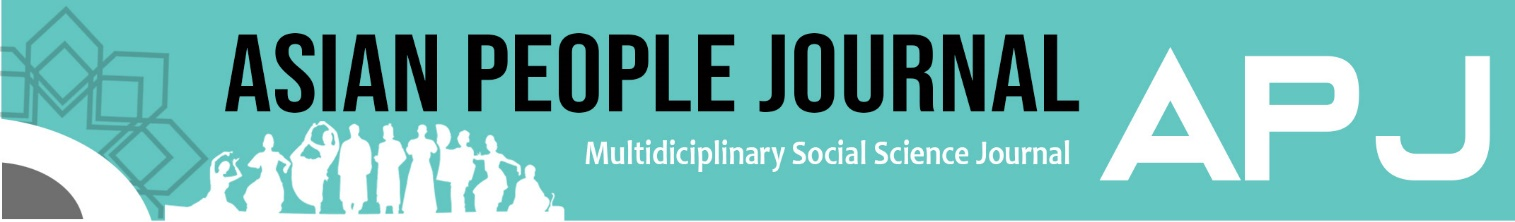 ASIAN PEOPLE JOURNAL
Multidiciplinary Social Science Journal
APJ